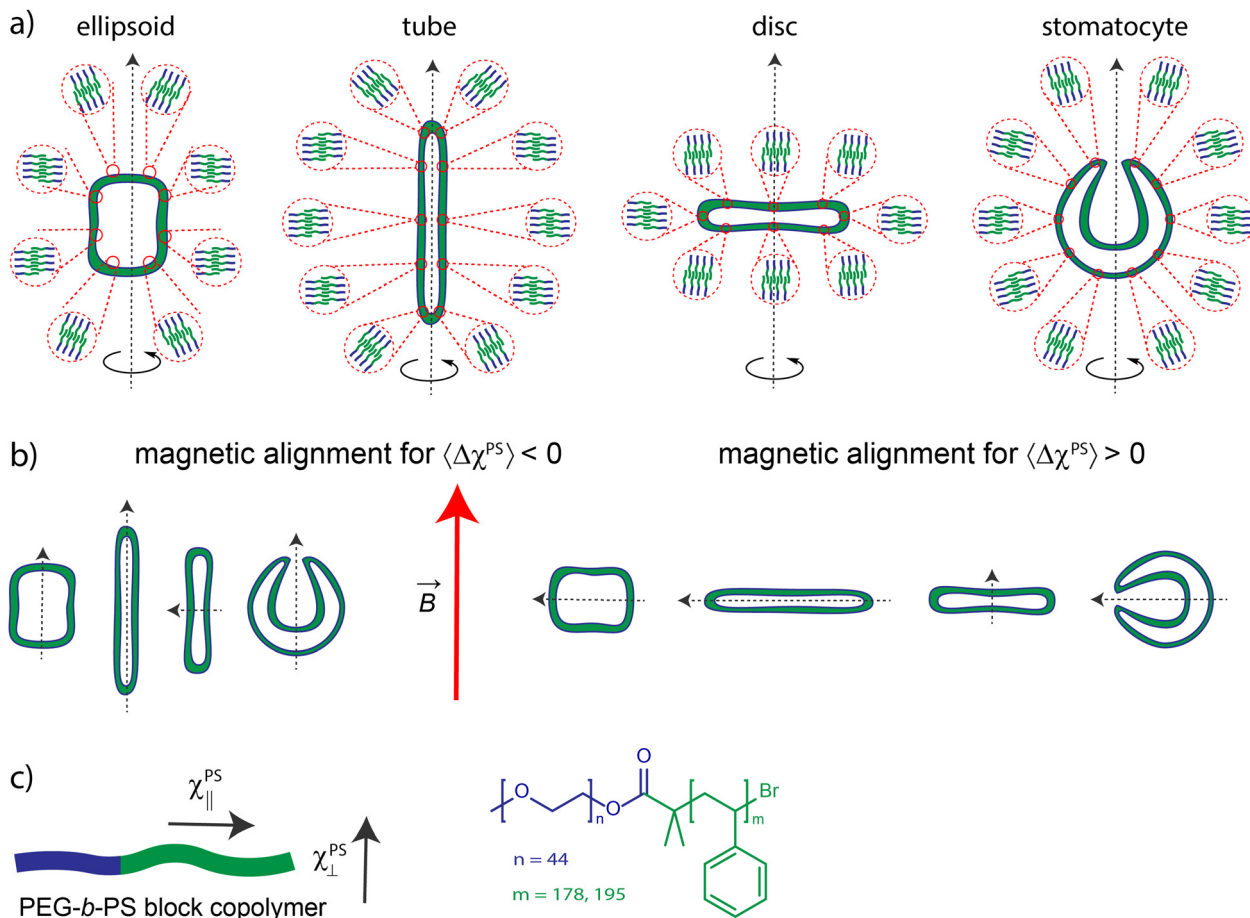 a)
ellipsoid
tube
disc
stomatocyte
b)
magnetic alignment for ⟨Δχ^PS⟩ < 0
magnetic alignment for ⟨Δχ^PS⟩ > 0
B
c)
χ∥^PS
χ⊥^PS
PEG-b-PS block copolymer
O
n
O
O
Br
m
n = 44
m = 178, 195